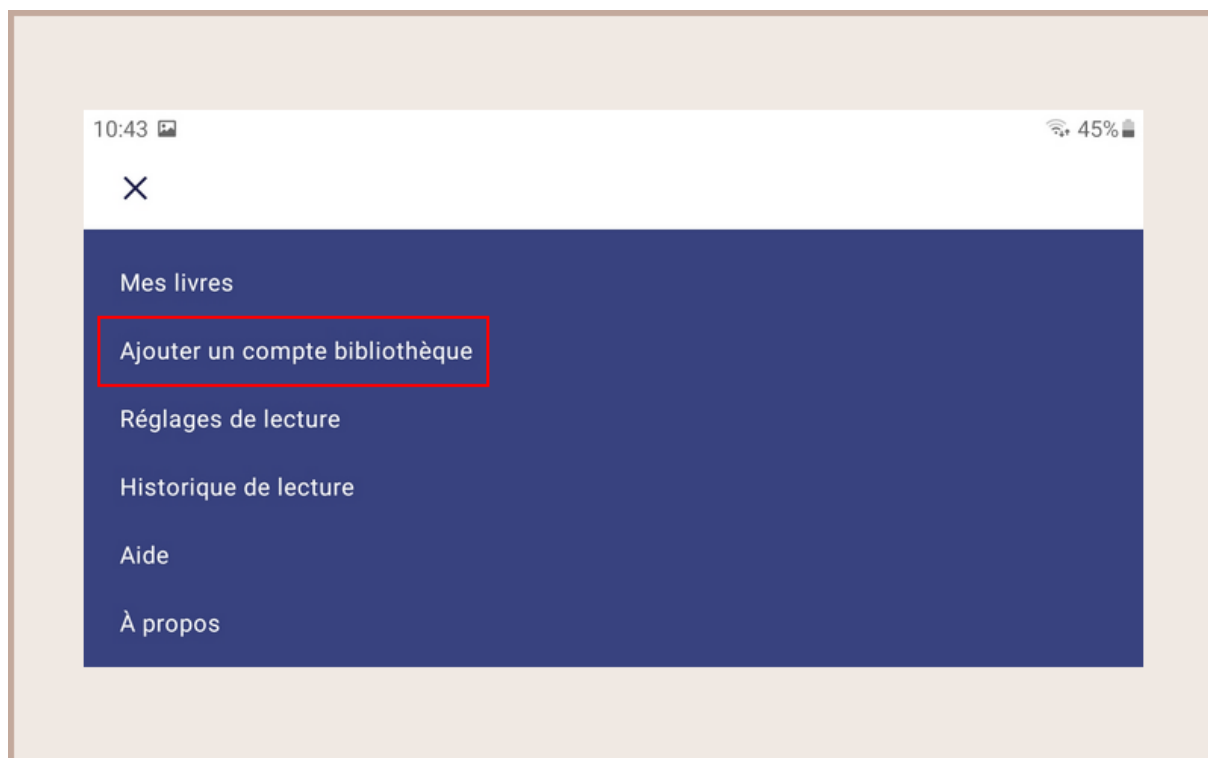 10:43 45%
Mes livres
Ajouter un compte bibliothèque
Réglages de lecture
Historique de lecture
Aide
À propos